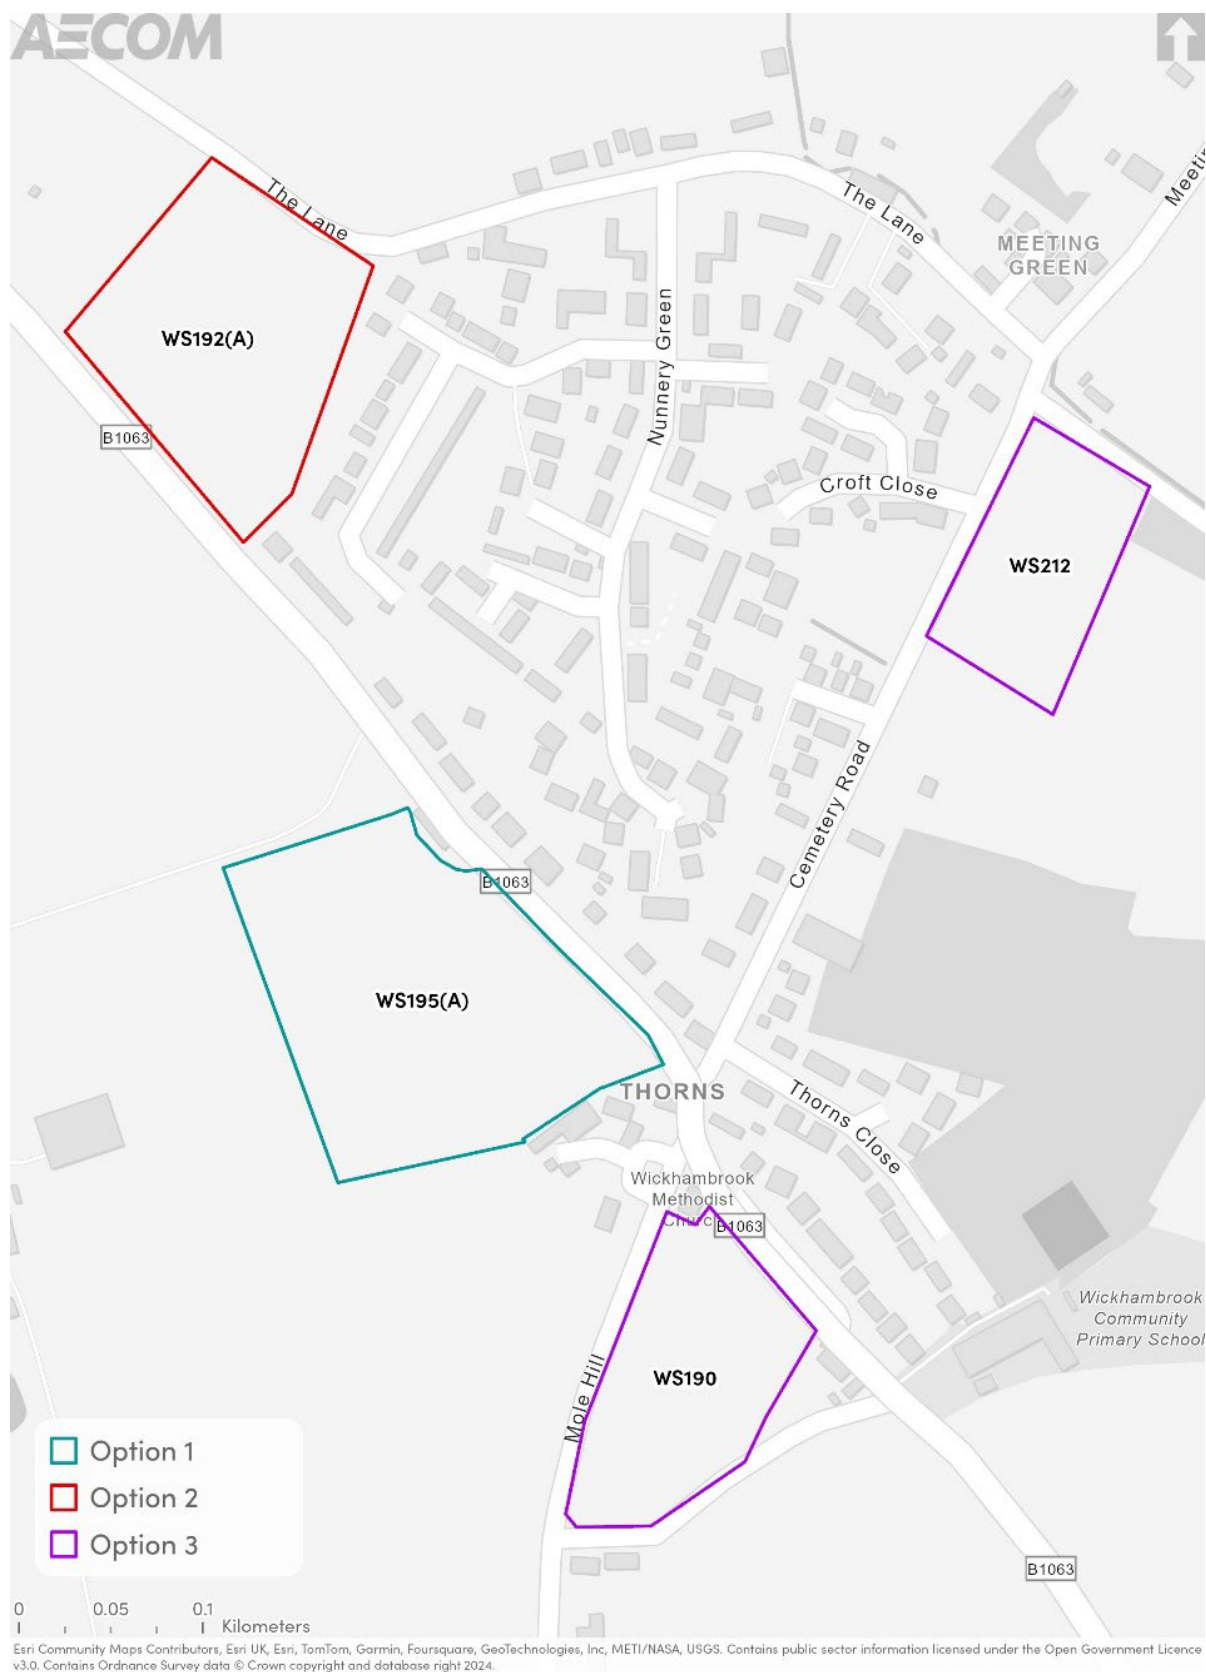 AECOM
The Lane
The Lane
Meetin
MEETING
GREEN
WS192(A)
B1063
Nunnery Green
Croft Close
WS212
Cemetery Road
B1063
WS195(A)
THORNS
Thorns Close
Wickhambrook
Methodist
Church
B1063
Wickhambrook
Community
Primary School
WS190
Mole Hill
Option 1
Option 2
Option 3
B1063
0 0.05 0.1
Kilometers
Esri Community Maps Contributors, Esri UK, Esri, TomTom, Garmin, Foursquare, GeoTechnologies, Inc, METI/NASA, USGS. Contains public sector information licensed under the Open Government Licence
v3.0. Contains Ordnance Survey data © Crown copyright and database right 2024.